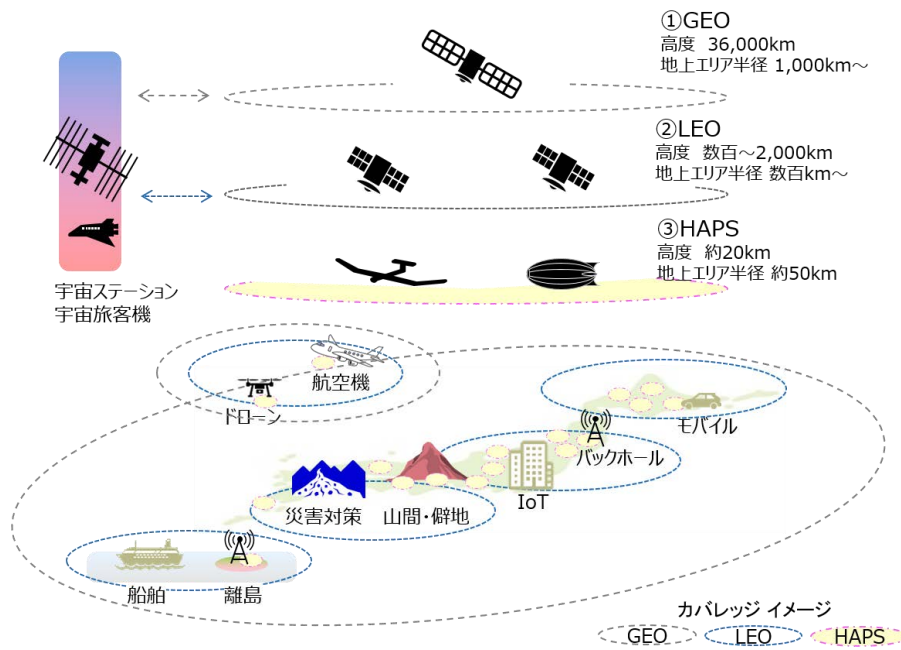 ①GEO
高度 36,000km
地上エリア半径 1,000km～
②LEO
高度 数百～2,000km
地上エリア半径 数百km～
③HAPS
高度 約20km
地上エリア半径 約50km
宇宙ステーション
宇宙旅客機
航空機
ドローン
モバイル
バックホール
IoT
災害対策
山間・僻地
船舶
離島
カバレッジ イメージ
GEO
LEO
HAPS